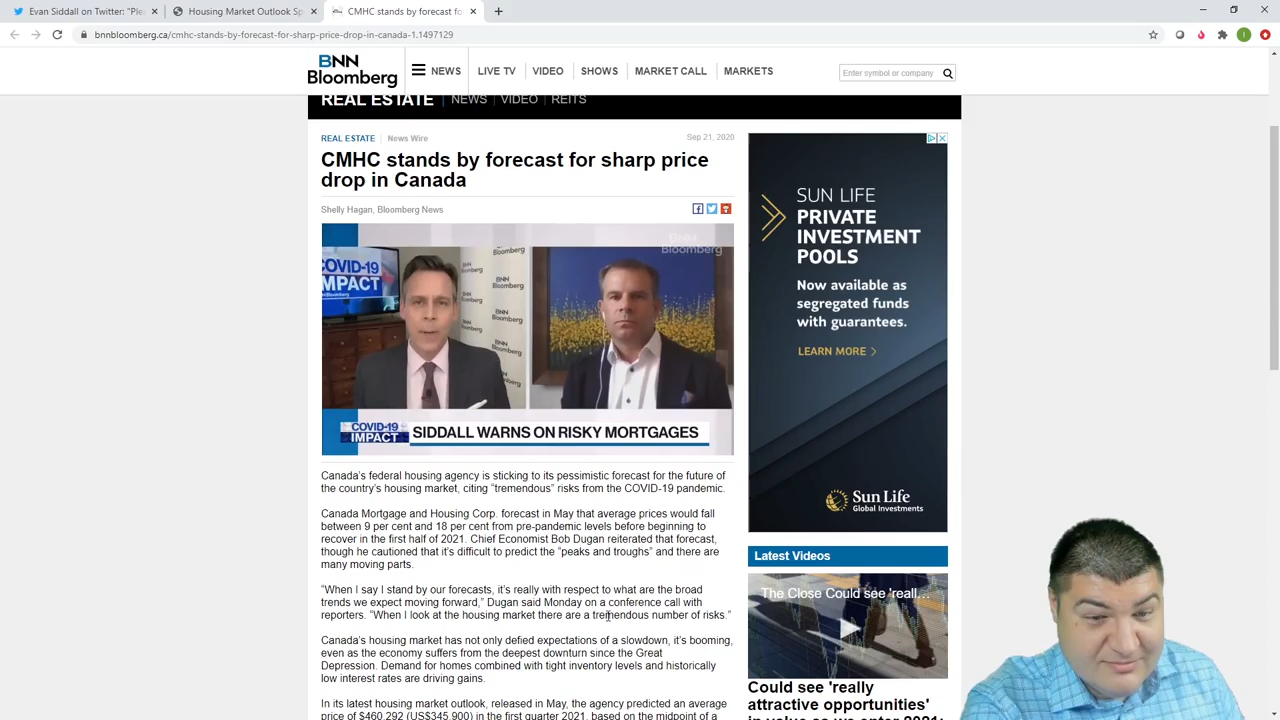 Evan Siddall on Twitter: "Ple
Housing Market Outlook Sp
CMHC stands by forecast for sh
bnnbloomberg.ca/cmhc-stands-by-forecast-for-sharp-price-drop-in-canada-1.1497129
BNN
Bloomberg
NEWS
LIVE TV
VIDEO
SHOWS
MARKET CALL
MARKETS
Enter symbol or company
REAL ESTATE
NEWS
VIDEO
REITS
REAL ESTATE
News Wire
Sep 21, 2020
CMHC stands by forecast for sharp price
drop in Canada
Shelly Hagan, Bloomberg News
BNN
Bloomberg
COVID-19
IMPACT
COVID-19
IMPACT
SIDDALL WARNS ON RISKY MORTGAGES
Canada's federal housing agency is sticking to its pessimistic forecast for the future of
the country's housing market, citing “tremendous” risks from the COVID-19 pandemic.
Canada Mortgage and Housing Corp. forecast in May that average prices would fall
between 9 per cent and 18 per cent from pre-pandemic levels before beginning to
recover in the first half of 2021. Chief Economist Bob Dugan reiterated that forecast,
though he cautioned that it's difficult to predict the “peaks and troughs” and there are
many moving parts.
“When I say I stand by our forecasts, it's really with respect to what are the broad
trends we expect moving forward,” Dugan said Monday on a conference call with
reporters. “When I look at the housing market there are a tremendous number of risks.”
Canada's housing market has not only defied expectations of a slowdown, it's booming,
even as the economy suffers from the deepest downturn since the Great
Depression. Demand for homes combined with tight inventory levels and historically
low interest rates are driving gains.
In its latest housing market outlook, released in May, the agency predicted an average
price of $460,292 (US$345,900) in the first quarter 2021, based on the midpoint of a
SUN LIFE
PRIVATE
INVESTMENT
POOLS
Now available as
segregated funds
with guarantees.
LEARN MORE
Sun Life
Global Investments
Latest Videos
The Close Could see 'really…
Could see 'really
attractive opportunities'
in value as we enter 2021: